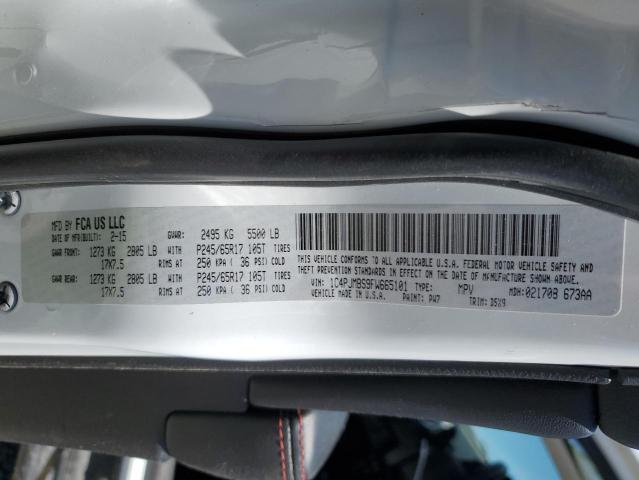 MFD BY FCA US LLC
DATE OF MFR(BUILT): 2-15 GVWR: 2495 KG 5500 LB
GAWR FRONT: 1273 KG 2805 LB WITH P245/65R17 105T TIRES
17X7.5 RIMS AT 250 KPA ( 36 PSI) COLD
GAWR REAR: 1273 KG 2805 LB WITH P245/65R17 105T TIRES
17X7.5 RIMS AT 250 KPA ( 36 PSI) COLD
THIS VEHICLE CONFORMS TO ALL APPLICABLE U.S.A. FEDERAL MOTOR VEHICLE SAFETY AND
THEFT PREVENTION STANDARDS IN EFFECT ON THE DATE OF MANUFACTURE SHOWN ABOVE.
VIN: 1C4PJMBS9FW665101 TYPE: MPV MDH: 021708 673AA
VEHICLE MADE IN U.S.A. PAINT: PW7 TRIM: D5X9